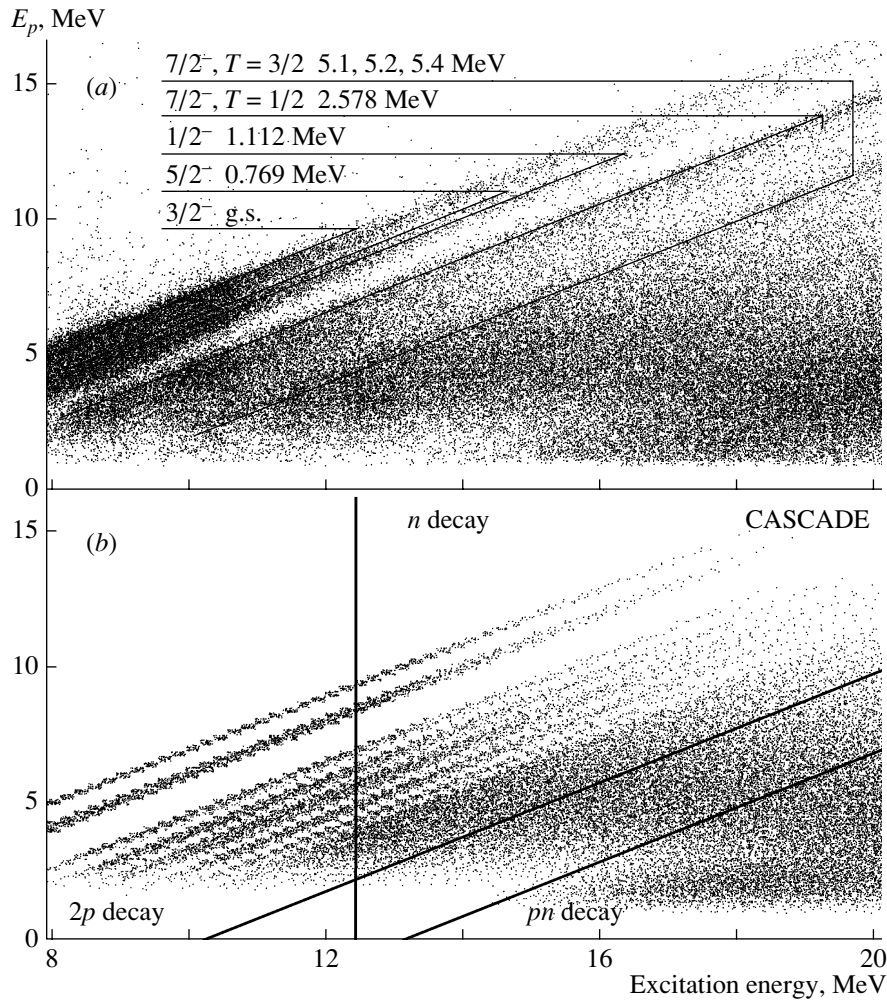 E_p, MeV
15
(a)
7/2⁻, T = 3/2 5.1, 5.2, 5.4 MeV
7/2⁻, T = 1/2 2.578 MeV
1/2⁻ 1.112 MeV
5/2⁻ 0.769 MeV
3/2⁻ g.s.
10
5
0
15
(b)
n decay
CASCADE
10
5
2p decay
pn decay
0
8
12
16
20
Excitation energy, MeV